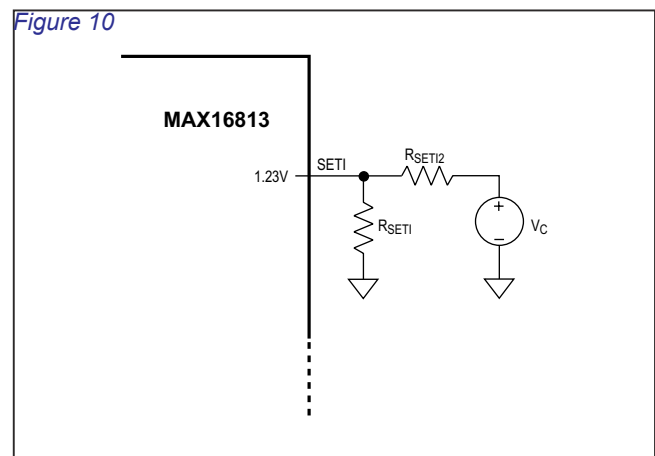 Figure 10
MAX16813
1.23V
SETI
RSETI2
RSETI
+
−
VC